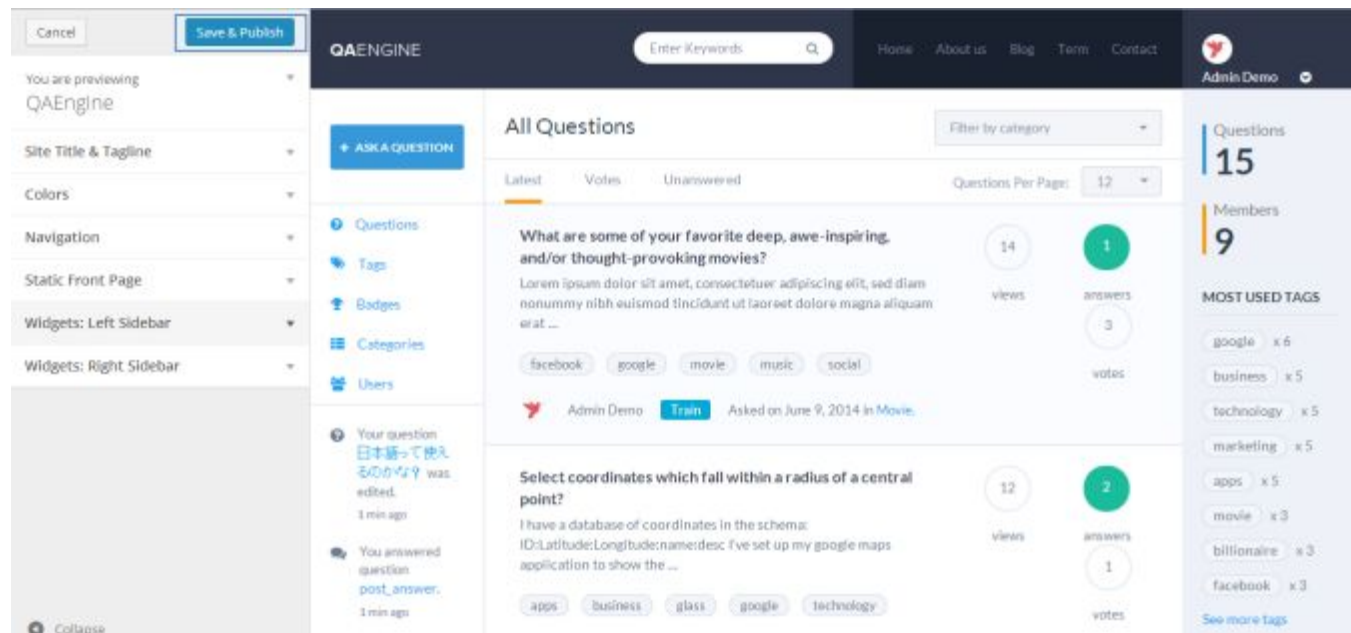 Cancel
Save & Publish
You are previewing
QAEngine
Site Title & Tagline
Colors
Navigation
Static Front Page
Widgets: Left Sidebar
Widgets: Right Sidebar
Collapse
QAENGINE
Enter Keywords
Home About us Blog Term Contact
Admin Demo
+ ASK A QUESTION
Questions
Tags
Badges
Categories
Users
Your question
日本語って使え
るのかな? was
edited.
1 min ago
You answered
question
post_answer.
1 min ago
All Questions
Filter by category
Latest Votes Unanswered
Questions Per Page: 12
What are some of your favorite deep, awe-inspiring,
and/or thought-provoking movies?
Lorem ipsum dolor sit amet, consectetuer adipiscing elit, sed diam
nonummy nibh euismod tincidunt ut laoreet dolore magna aliquam
erat ...
facebook google movie music social
Admin Demo Train Asked on June 9, 2014 in Movie.
14
views
1
answers
3
votes
Select coordinates which fall within a radius of a central
point?
I have a database of coordinates in the schema:
ID:Latitude:Longitude:name:desc I've set up my google maps
application to show the ...
apps business glass google technology
12
views
2
answers
1
votes
Questions
15
Members
9
MOST USED TAGS
google x 6
business x 5
technology x 5
marketing x 5
apps x 5
movie x 3
billionaire x 3
facebook x 3
See more tags